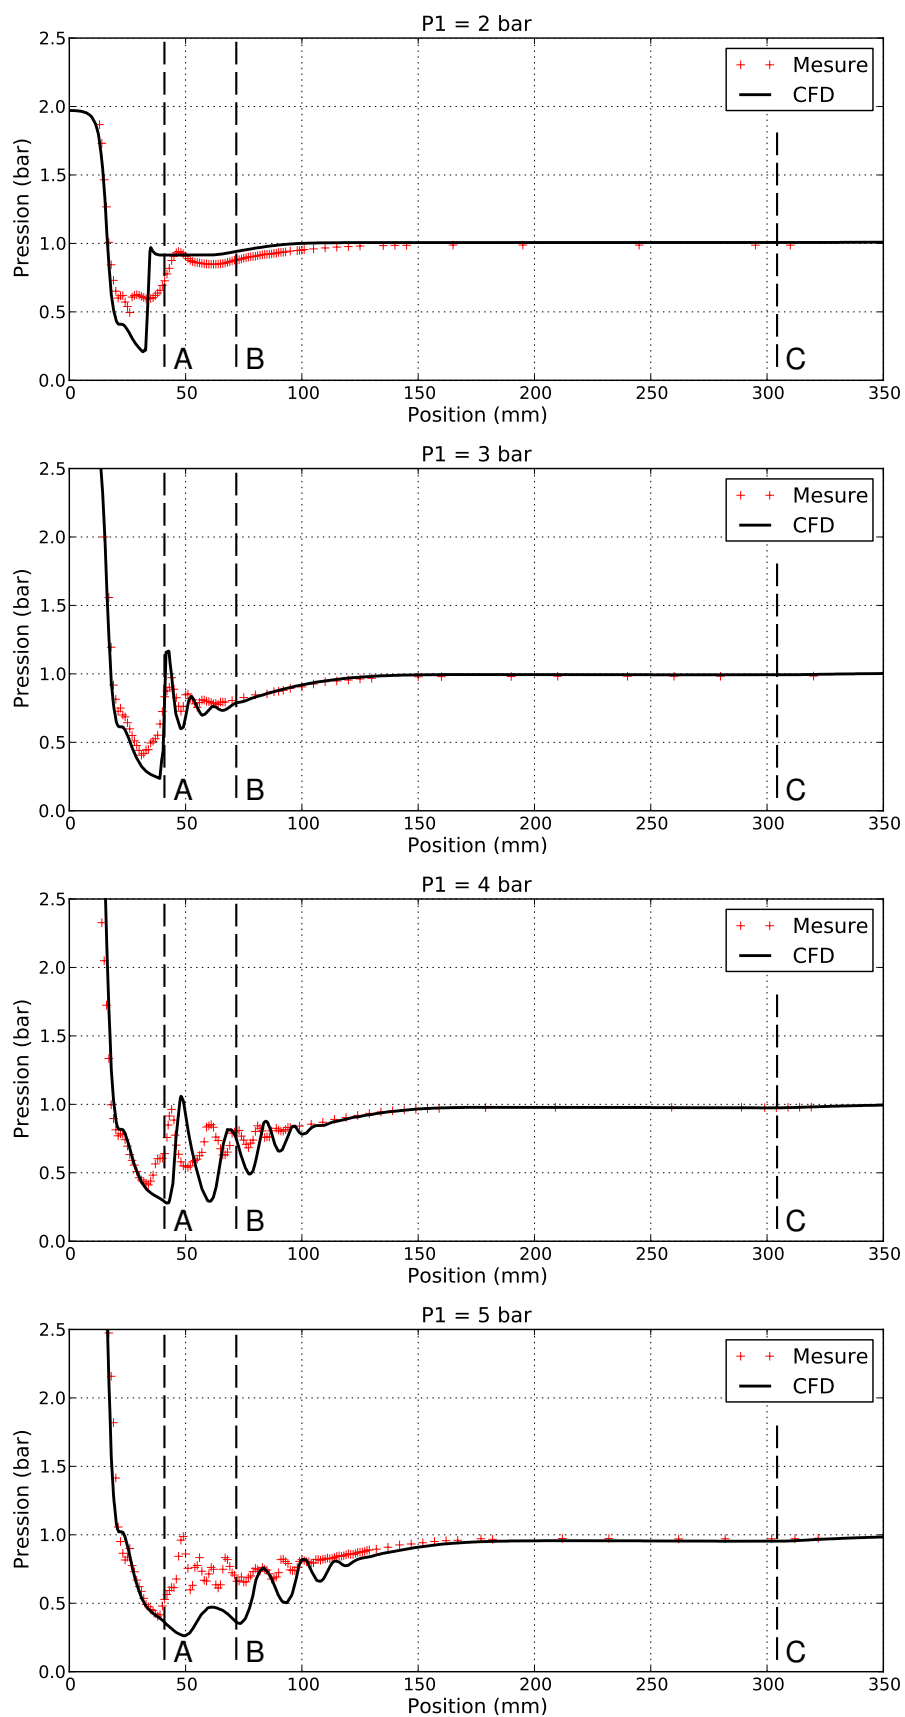 P1 = 2 bar
2.5
2.0
1.5
1.0
0.5
0.0
Pression (bar)
Mesure
CFD
A B C
0 50 100 150 200 250 300 350
Position (mm)
P1 = 3 bar
2.5
2.0
1.5
1.0
0.5
0.0
Pression (bar)
Mesure
CFD
A B C
0 50 100 150 200 250 300 350
Position (mm)
P1 = 4 bar
2.5
2.0
1.5
1.0
0.5
0.0
Pression (bar)
Mesure
CFD
A B C
0 50 100 150 200 250 300 350
Position (mm)
P1 = 5 bar
2.5
2.0
1.5
1.0
0.5
0.0
Pression (bar)
Mesure
CFD
A B C
0 50 100 150 200 250 300 350
Position (mm)